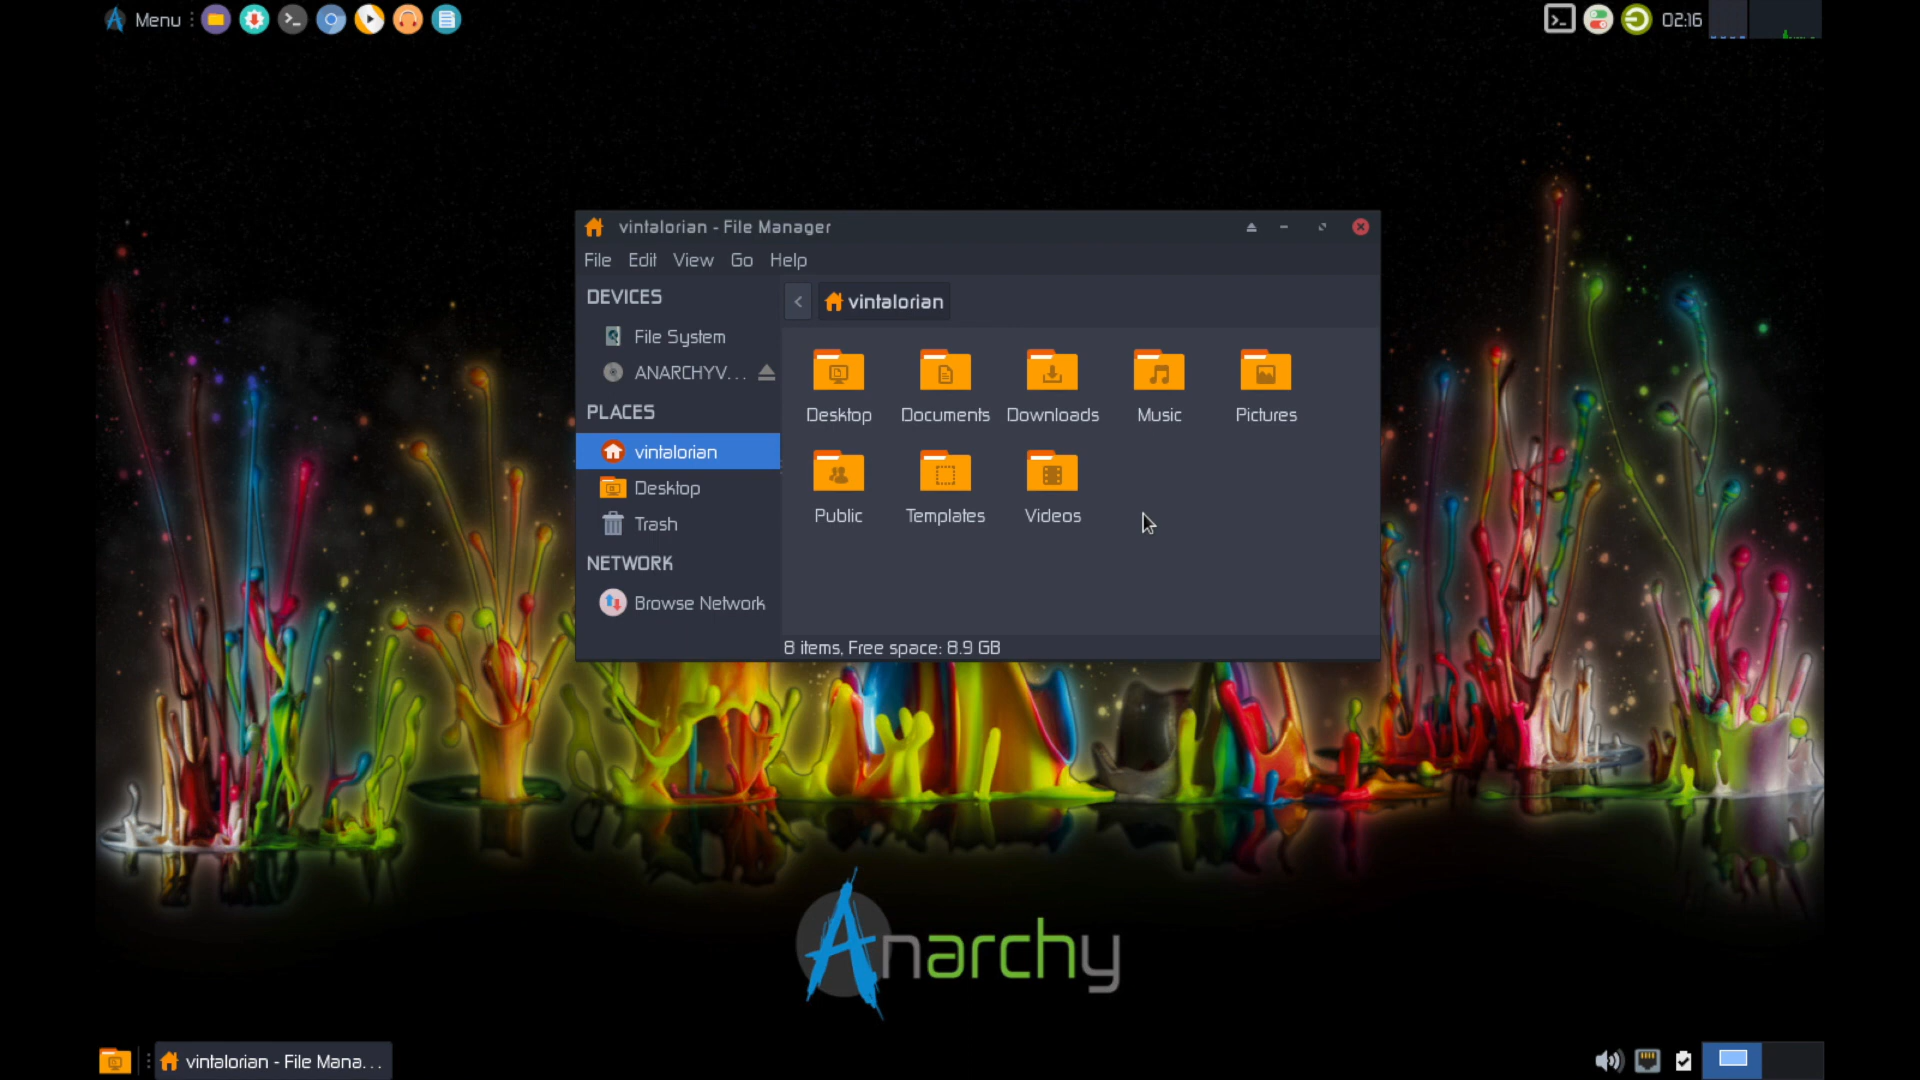 Menu
02:16
vintalorian - File Manager
File Edit View Go Help
DEVICES
File System
ANARCHYV...
PLACES
vintalorian
Desktop
Trash
NETWORK
Browse Network
vintalorian
Desktop Documents Downloads Music Pictures
Public Templates Videos
8 items, Free space: 8.9 GB
Anarchy
vintalorian - File Mana...